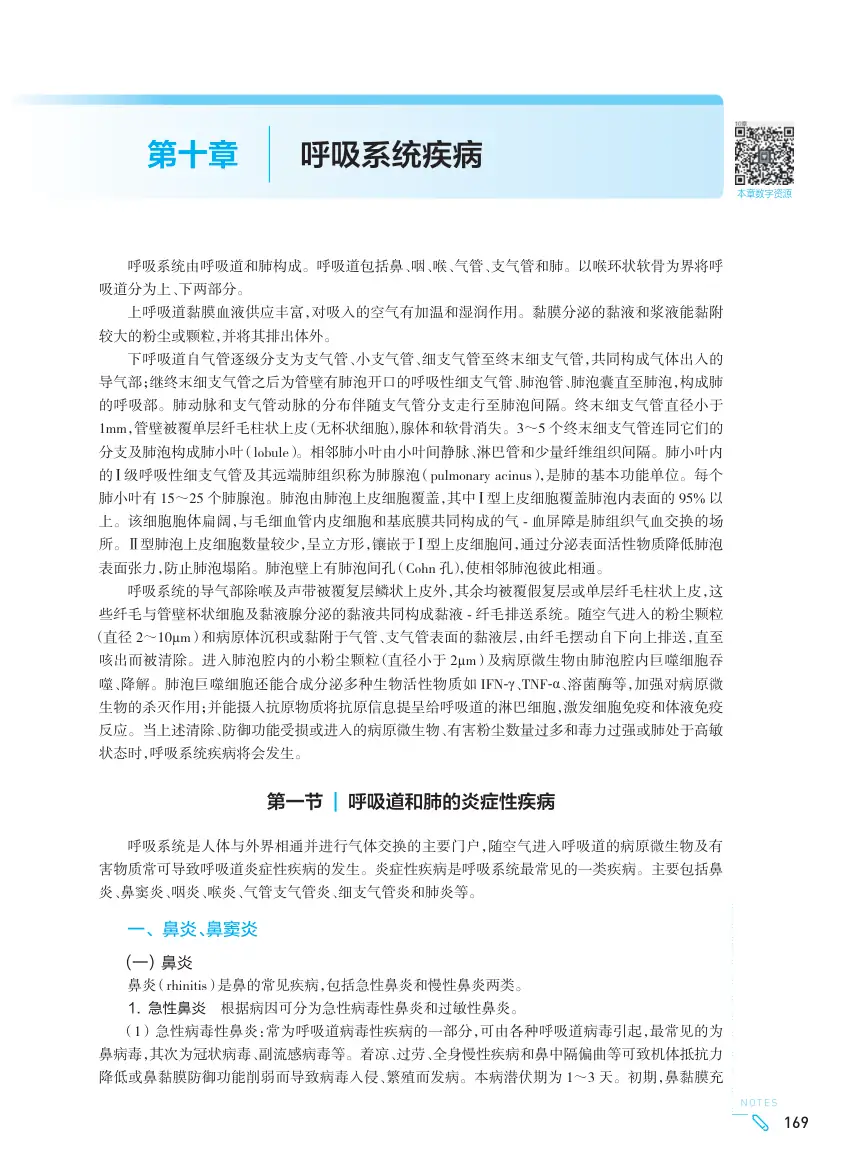 第十章
呼吸系统疾病
10章
本章数字资源
呼吸系统由呼吸道和肺构成。呼吸道包括鼻、咽、喉、气管、支气管和肺。以喉环状软骨为界将呼
吸道分为上、下两部分。
上呼吸道黏膜血液供应丰富,对吸入的空气有加温和湿润作用。黏膜分泌的黏液和浆液能黏附
较大的粉尘或颗粒,并将其排出体外。
下呼吸道自气管逐级分支为支气管、小支气管、细支气管至终末细支气管,共同构成气体出入的
导气部;继终末细支气管之后为管壁有肺泡开口的呼吸性细支气管、肺泡管、肺泡囊直至肺泡,构成肺
的呼吸部。肺动脉和支气管动脉的分布伴随支气管分支走行至肺泡间隔。终末细支气管直径小于
1mm,管壁被覆单层纤毛柱状上皮(无杯状细胞),腺体和软骨消失。3～5个终末细支气管连同它们的
分支及肺泡构成肺小叶(lobule)。相邻肺小叶由小叶间静脉、淋巴管和少量纤维组织间隔。肺小叶内
的Ⅰ级呼吸性细支气管及其远端肺组织称为肺腺泡(pulmonary acinus),是肺的基本功能单位。每个
肺小叶有15～25个肺腺泡。肺泡由肺泡上皮细胞覆盖,其中Ⅰ型上皮细胞覆盖肺泡内表面的95%以
上。该细胞胞体扁阔,与毛细血管内皮细胞和基底膜共同构成的气-血屏障是肺组织气血交换的场
所。Ⅱ型肺泡上皮细胞数量较少,呈立方形,镶嵌于Ⅰ型上皮细胞间,通过分泌表面活性物质降低肺泡
表面张力,防止肺泡塌陷。肺泡壁上有肺泡间孔(Cohn孔),使相邻肺泡彼此相通。
呼吸系统的导气部除喉及声带被覆复层鳞状上皮外,其余均被覆假复层或单层纤毛柱状上皮,这
些纤毛与管壁杯状细胞及黏液腺分泌的黏液共同构成黏液-纤毛排送系统。随空气进入的粉尘颗粒
(直径2～10μm)和病原体沉积或黏附于气管、支气管表面的黏液层,由纤毛摆动自下向上排送,直至
咳出而被清除。进入肺泡腔内的小粉尘颗粒(直径小于2μm)及病原微生物由肺泡腔内巨噬细胞吞
噬、降解。肺泡巨噬细胞还能合成分泌多种生物活性物质如IFN-γ、TNF-α、溶菌酶等,加强对病原微
生物的杀灭作用;并能摄入抗原物质将抗原信息提呈给呼吸道的淋巴细胞,激发细胞免疫和体液免疫
反应。当上述清除、防御功能受损或进入的病原微生物、有害粉尘数量过多和毒力过强或肺处于高敏
状态时,呼吸系统疾病将会发生。
第一节 | 呼吸道和肺的炎症性疾病
呼吸系统是人体与外界相通并进行气体交换的主要门户,随空气进入呼吸道的病原微生物及有
害物质常可导致呼吸道炎症性疾病的发生。炎症性疾病是呼吸系统最常见的一类疾病。主要包括鼻
炎、鼻窦炎、咽炎、喉炎、气管支气管炎、细支气管炎和肺炎等。
一、鼻炎、鼻窦炎
(一)鼻炎
鼻炎(rhinitis)是鼻的常见疾病,包括急性鼻炎和慢性鼻炎两类。
1. 急性鼻炎 根据病因可分为急性病毒性鼻炎和过敏性鼻炎。
(1)急性病毒性鼻炎:常为呼吸道病毒性疾病的一部分,可由各种呼吸道病毒引起,最常见的为
鼻病毒,其次为冠状病毒、副流感病毒等。着凉、过劳、全身慢性疾病和鼻中隔偏曲等可致机体抵抗力
降低或鼻黏膜防御功能削弱而导致病毒入侵、繁殖而发病。本病潜伏期为1～3天。初期,鼻黏膜充
NOTES
169